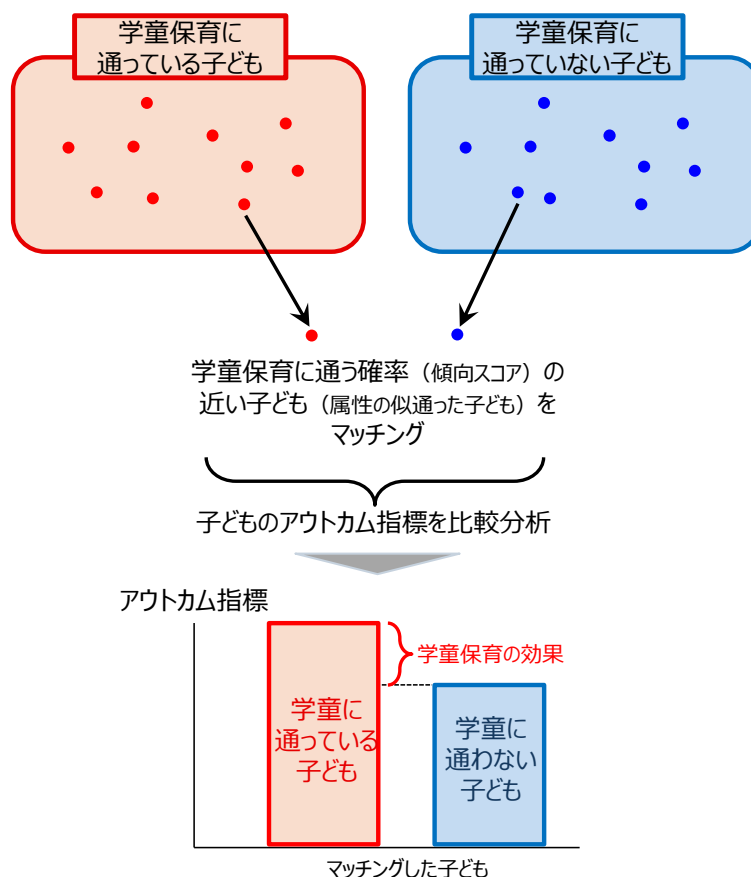 学童保育に
通っている子ども
学童保育に
通っていない子ども
学童保育に通う確率（傾向スコア）の
近い子ども（属性の似通った子ども）を
マッチング
子どものアウトカム指標を比較分析
アウトカム指標
学童保育の効果
学童に
通っている
子ども
学童に
通わない
子ども
マッチングした子ども